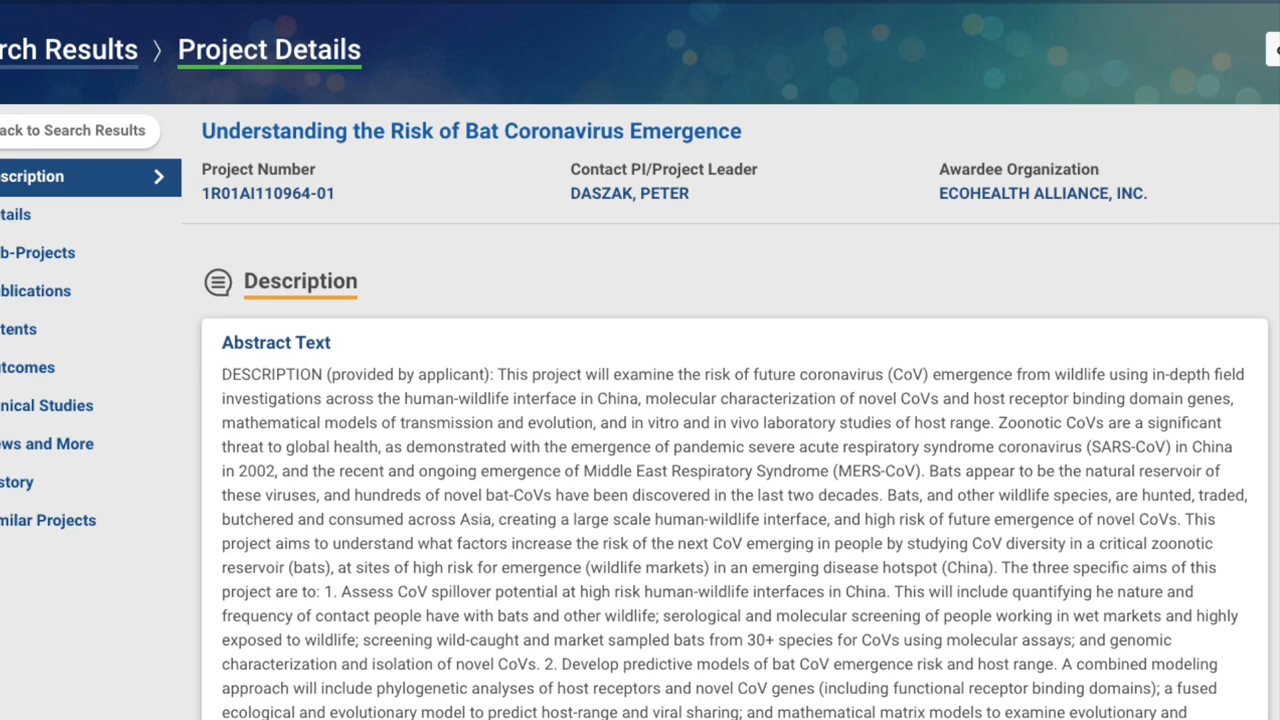 rch Results 〉 Project Details
ack to Search Results
Understanding the Risk of Bat Coronavirus Emergence
Project Number
1R01AI110964-01
Contact PI/Project Leader
DASZAK, PETER
Awardee Organization
ECOHEALTH ALLIANCE, INC.
scription
tails
b-Projects
blications
tents
tcomes
nical Studies
ews and More
story
milar Projects
Description
Abstract Text
DESCRIPTION (provided by applicant): This project will examine the risk of future coronavirus (CoV) emergence from wildlife using in-depth field
investigations across the human-wildlife interface in China, molecular characterization of novel CoVs and host receptor binding domain genes,
mathematical models of transmission and evolution, and in vitro and in vivo laboratory studies of host range. Zoonotic CoVs are a significant
threat to global health, as demonstrated with the emergence of pandemic severe acute respiratory syndrome coronavirus (SARS-CoV) in China
in 2002, and the recent and ongoing emergence of Middle East Respiratory Syndrome (MERS-CoV). Bats appear to be the natural reservoir of
these viruses, and hundreds of novel bat-CoVs have been discovered in the last two decades. Bats, and other wildlife species, are hunted, traded,
butchered and consumed across Asia, creating a large scale human-wildlife interface, and high risk of future emergence of novel CoVs. This
project aims to understand what factors increase the risk of the next CoV emerging in people by studying CoV diversity in a critical zoonotic
reservoir (bats), at sites of high risk for emergence (wildlife markets) in an emerging disease hotspot (China). The three specific aims of this
project are to: 1. Assess CoV spillover potential at high risk human-wildlife interfaces in China. This will include quantifying he nature and
frequency of contact people have with bats and other wildlife; serological and molecular screening of people working in wet markets and highly
exposed to wildlife; screening wild-caught and market sampled bats from 30+ species for CoVs using molecular assays; and genomic
characterization and isolation of novel CoVs. 2. Develop predictive models of bat CoV emergence risk and host range. A combined modeling
approach will include phylogenetic analyses of host receptors and novel CoV genes (including functional receptor binding domains); a fused
ecological and evolutionary model to predict host-range and viral sharing; and mathematical matrix models to examine evolutionary and